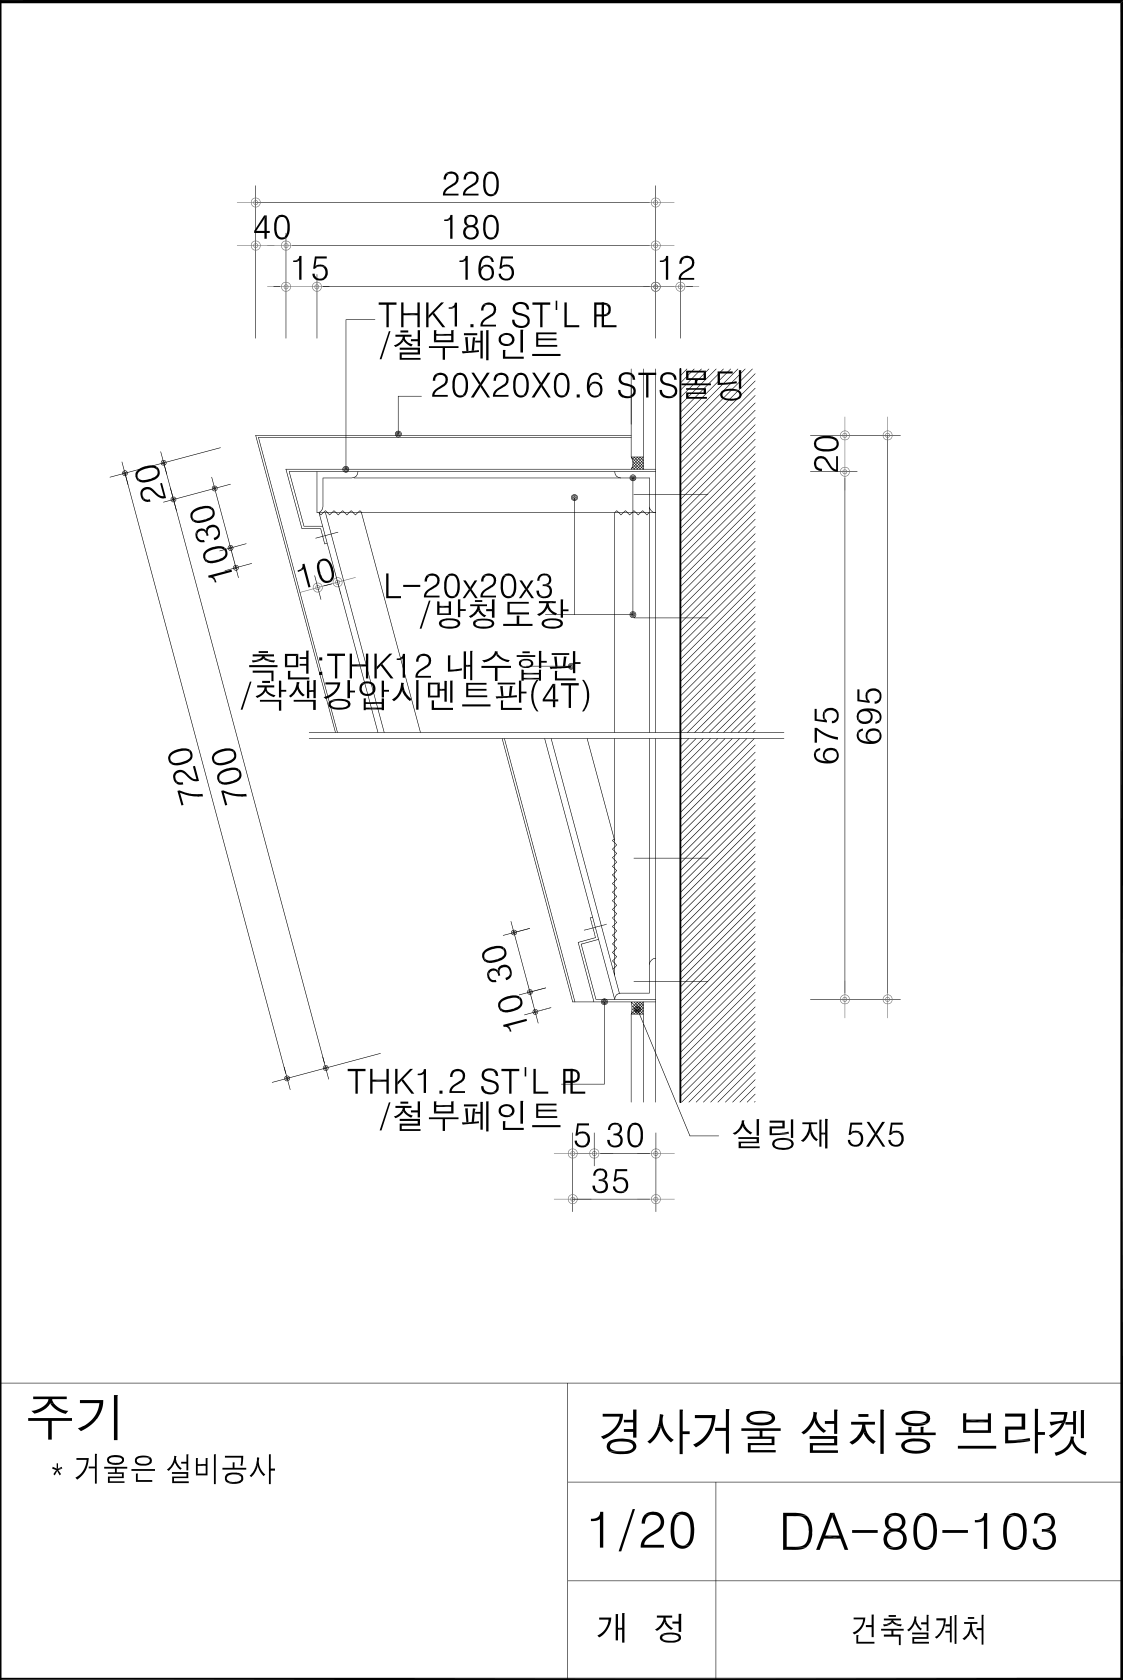 220
40 180
15 165 12
THK1.2 ST'L ℄
/철부페인트
20X20X0.6 STS몰딩
20
20
30
10
10
L-20x20x3
/방청도장
측면:THK12 내수합판
/착색강압시멘트판(4T)
675
695
720
700
30
10
THK1.2 ST'L ℄
/철부페인트
실링재 5X5
5 30
35
주기
* 거울은 설비공사
경사거울 설치용 브라켓
1/20
DA-80-103
개 정
건축설계처